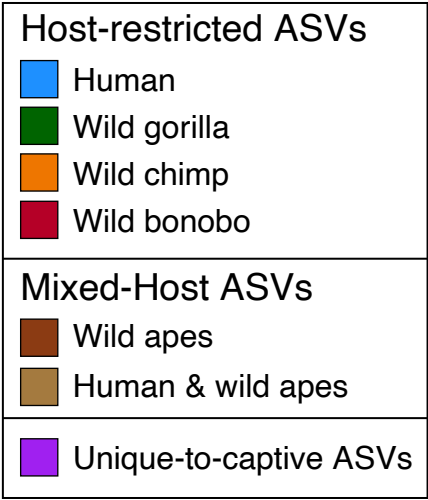 Host-restricted ASVs
Human
Wild gorilla
Wild chimp
Wild bonobo
Mixed-Host ASVs
Wild apes
Human & wild apes
Unique-to-captive ASVs